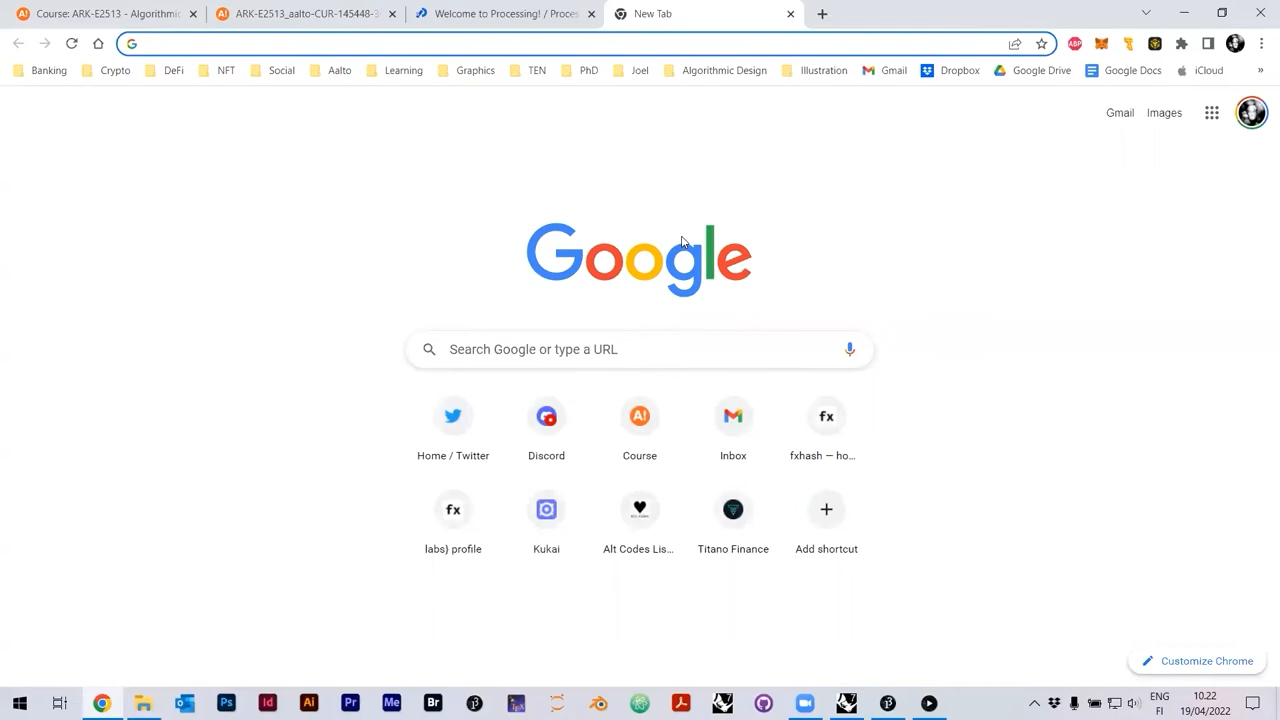 Course: ARK-E2513 - Algorithmic
ARK-E2513_aalto-CUR-145448-3
Welcome to Processing! / Proces
New Tab
Banking
Crypto
DeFi
NFT
Social
Aalto
Learning
Graphics
TEN
PhD
Joel
Algorithmic Design
Illustration
Gmail
Dropbox
Google Drive
Google Docs
iCloud
»
Gmail
Images
Google
Search Google or type a URL
Home / Twitter
Discord
Course
Inbox
fxhash — ho...
labs} profile
Kukai
Alt Codes Lis...
Titano Finance
Add shortcut
Customize Chrome
ENG
FI
10.22
19/04/2022